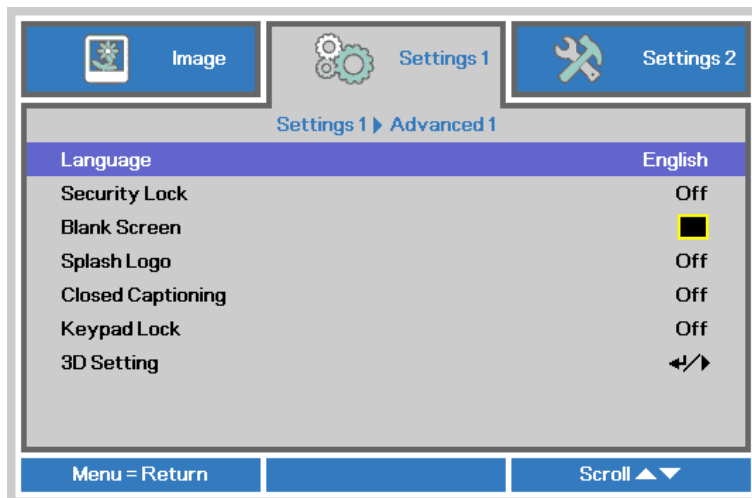 Image Settings 1 Settings 2
Settings 1 Advanced 1
Language English
Security Lock Off
Blank Screen
Splash Logo Off
Closed Captioning Off
Keypad Lock Off
3D Setting
Menu = Return Scroll